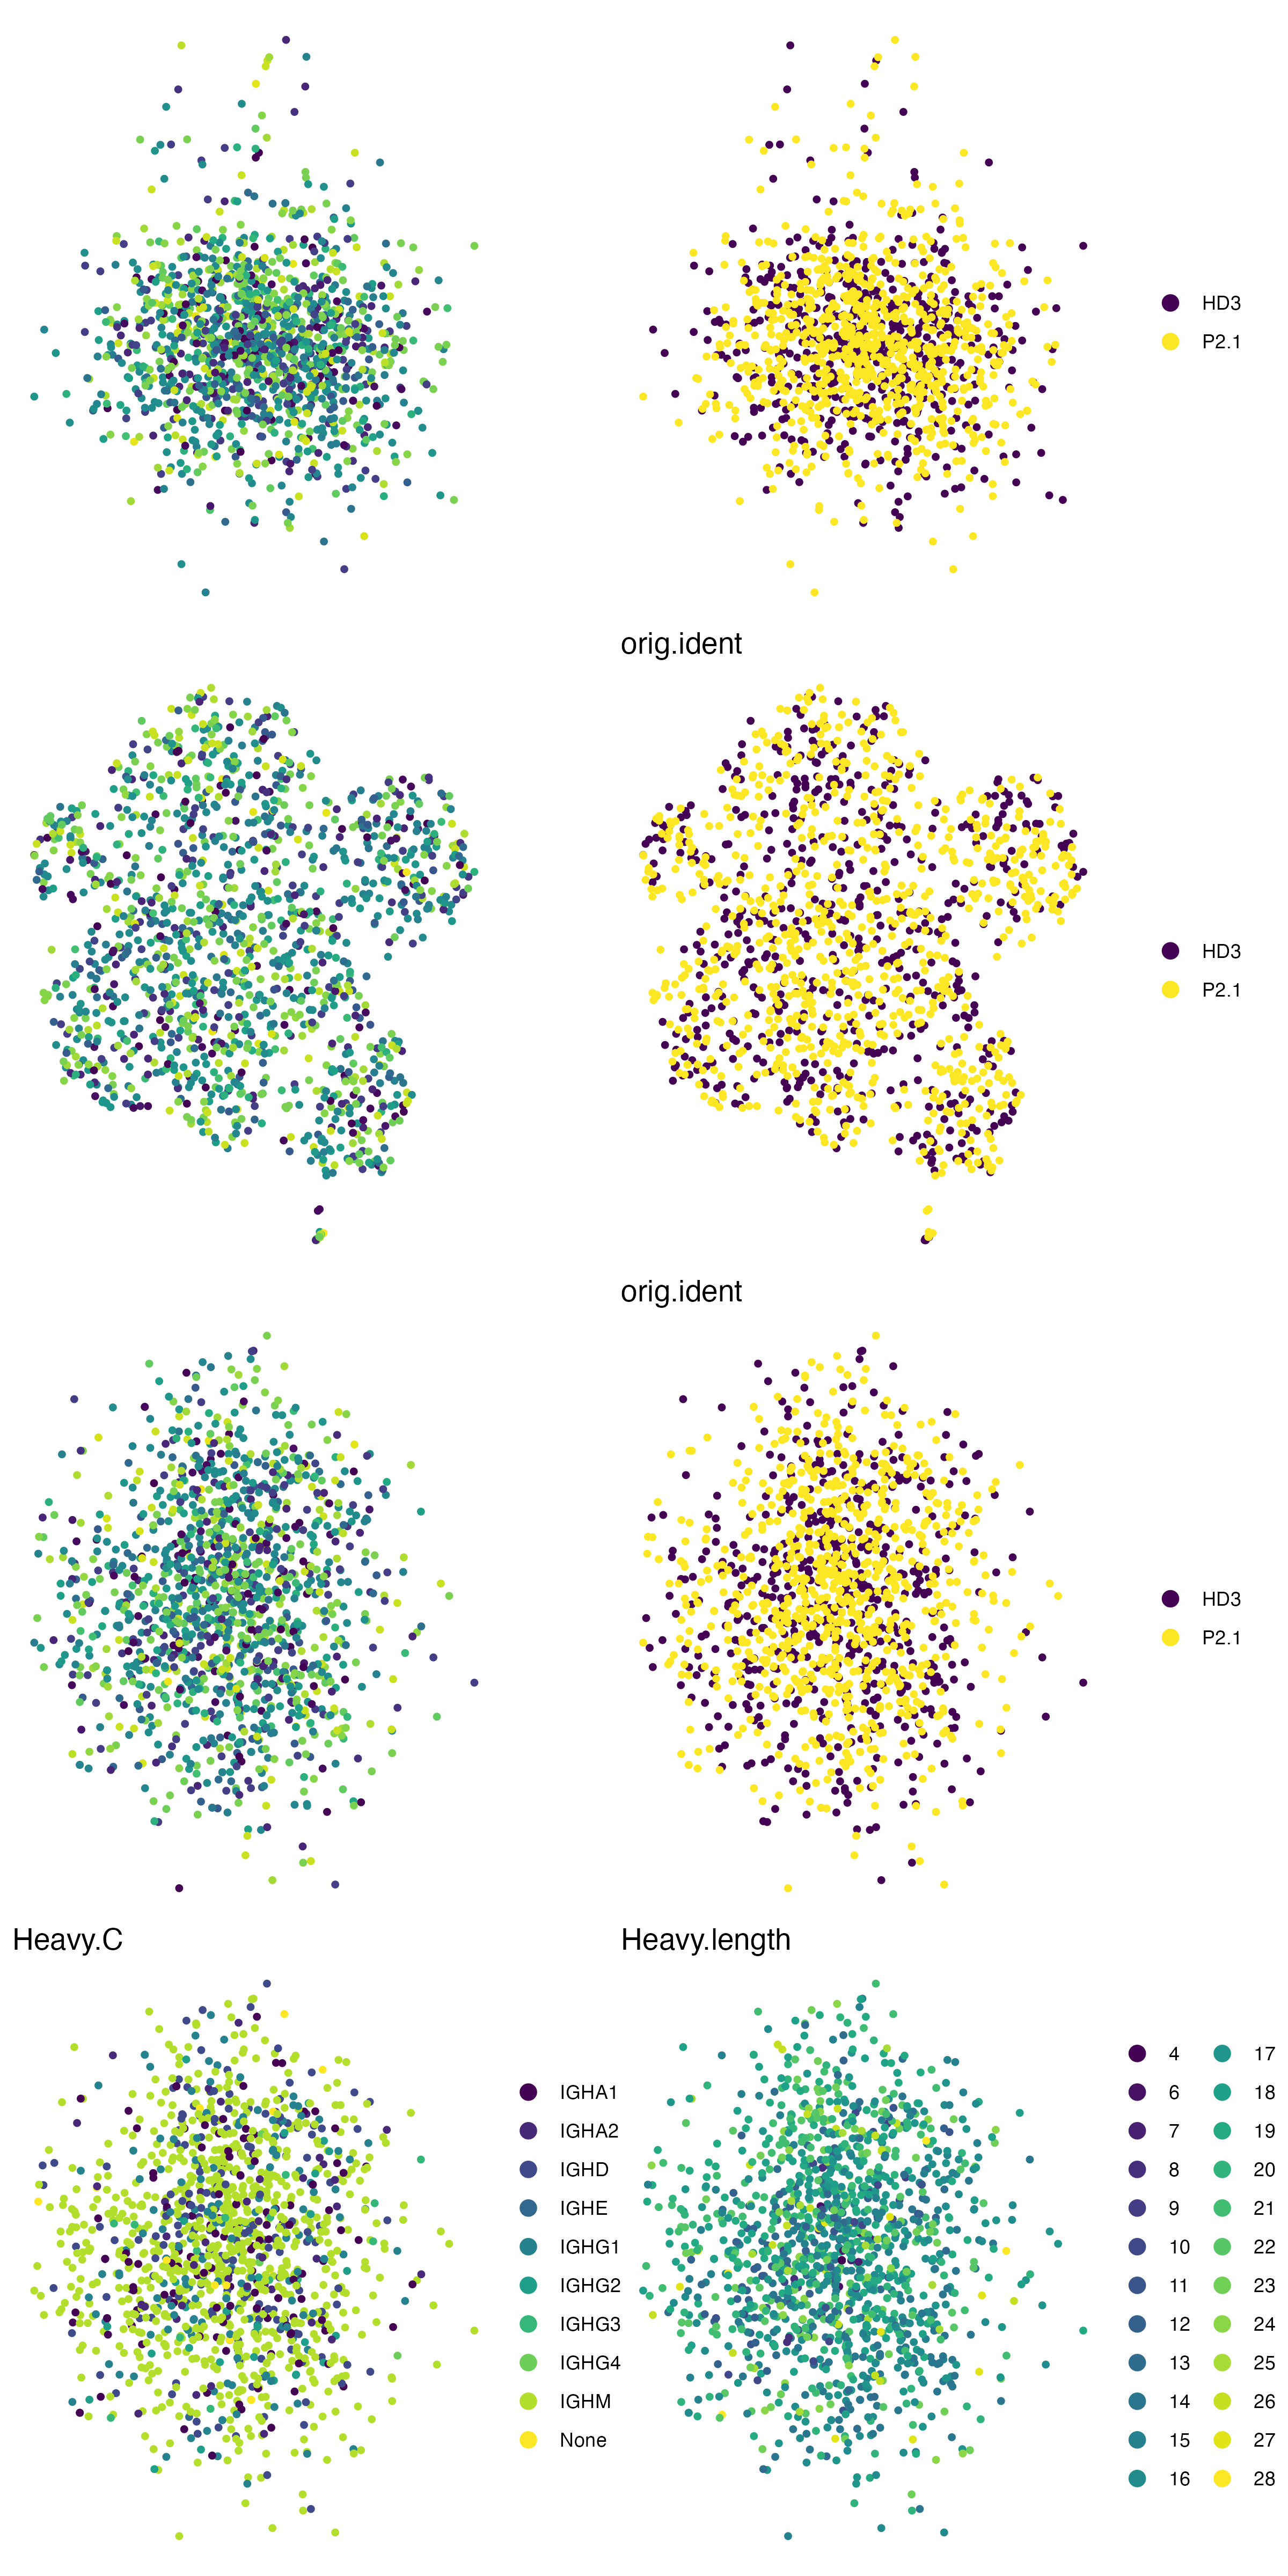 HD3
P2.1
orig.ident
HD3
P2.1
orig.ident
HD3
P2.1
Heavy.C
IGHA1
IGHA2
IGHD
IGHE
IGHG1
IGHG2
IGHG3
IGHG4
IGHM
None
Heavy.length
4
6
7
8
9
10
11
12
13
14
15
16
17
18
19
20
21
22
23
24
25
26
27
28